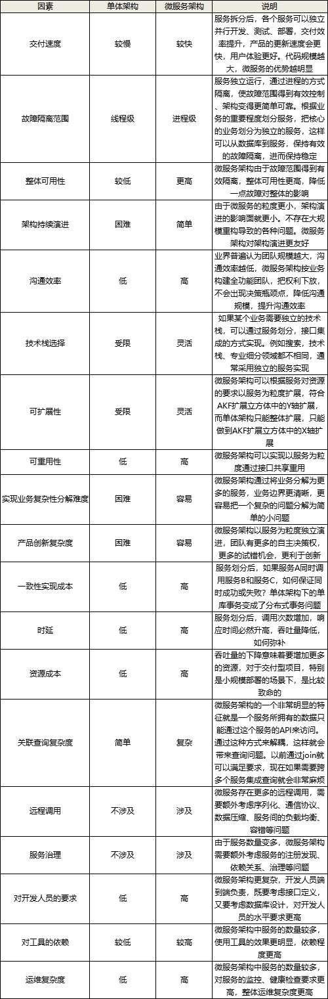 因素 单体架构 微服务架构 说明
交付速度 较慢 较快
服务拆分后，各个服务可以独立
并行开发、测试、部署，交付效
率提升，产品的更新速度会更
快，用户体验更好。代码规模越
大，微服务的优势越明显
故障隔离范围 线程级 进程级
服务独立运行，通过进程的方式
隔离，使故障范围得到有效控制
、架构变得更简单可靠。根据业
务的重要程度划分服务，把核心
的业务划分为独立的服务，这样
可以从数据库到服务，保持有效
的故障隔离，进而保持稳定
整体可用性 较低 更高
微服务架构由于故障范围得到有
效隔离，整体可用性更高，降低
一点故障对整体的影响
架构持续演进 困难 简单
由于微服务的粒度更小，架构演
进的影响面就更小。不存在大规
模重构导致的各种问题。微服务
架构对架构演进更友好
沟通效率 低 高
业界普遍认为团队规模越大，沟
通效率越低，微服务架构按业务
构建全功能团队，把权利下放，
不会出现决策瓶颈点，降低沟通
规模，提升沟通效率
技术栈选择 受限 灵活
如果某个业务需要独立的技术
栈，可以通过服务划分，接口集
成的方式实现。例如搜索，技术
栈、专业细分领域都不相同，通
常采用独立的服务实现
可扩展性 受限 灵活
微服务架构可以根据服务对资源
的要求以服务为粒度扩展，符合
AKF扩展立方体中的Y轴扩展，
而单体架构只能整体扩展，只能
做到AKF扩展立方体中的X轴扩
展
可重用性 低 高
微服务架构可以实现以服务为粒
度通过接口共享重用
实现业务复杂性分解难度 困难 容易
微服务架构通过将业务分解为更
多的服务，业务边界更清晰，更
容易把一个复杂的问题分解为简
单的小问题
产品创新复杂度 困难 容易
微服务架构以服务为粒度独立演
进，团队有更多的自主决策权，
更多的试错机会，更利于创新
一致性实现成本 低 高
服务划分后，如果服务A同时调
用服务B和服务C，如何保证同
时成功或失败？单体架构下的单
库事务变成了分布式事务问题
时延 低 高
服务划分后，调用次数增加，响
应时间必然升高，吞吐量降低，
如何弥补
资源成本 低 高
吞吐量的下降意味着要增加更多
的资源，对于交付型项目，特别
是小规模部署的场景下，是比较
致命的
关联查询复杂度 简单 复杂
微服务架构的一个非常明显的特
征就是一个服务所拥有的数据只
能通过这个服务的API来访问。
通过这种方式来解耦，这样就会
带来查询问题。以前通过join就
可以满足要求，现在如果需要跨
多个服务集成查询就会非常麻烦
远程调用 不涉及 涉及
微服务存在更多的远程调用，需
要额外考虑序列化、通信协议、
数据压缩、服务间的负载均衡、
容错等问题
服务治理 不涉及 涉及
由于服务数量变多，微服务架构
需要额外考虑服务的注册发现、
依赖关系、治理等问题
对开发人员的要求 低 高
微服务架构更复杂，开发人员端
到端负责，既要考虑接口定义，
又要考虑数据库设计，对开发人
员的水平要求更高
对工具的依赖 较低 较高
微服务架构中服务的数量较多，
使用工具的效果更明显，依赖程
度更高
运维复杂度 低 高
微服务架构中服务的数量较多，
对服务的监控、健康检查要求更
高，整体运维复杂度更高